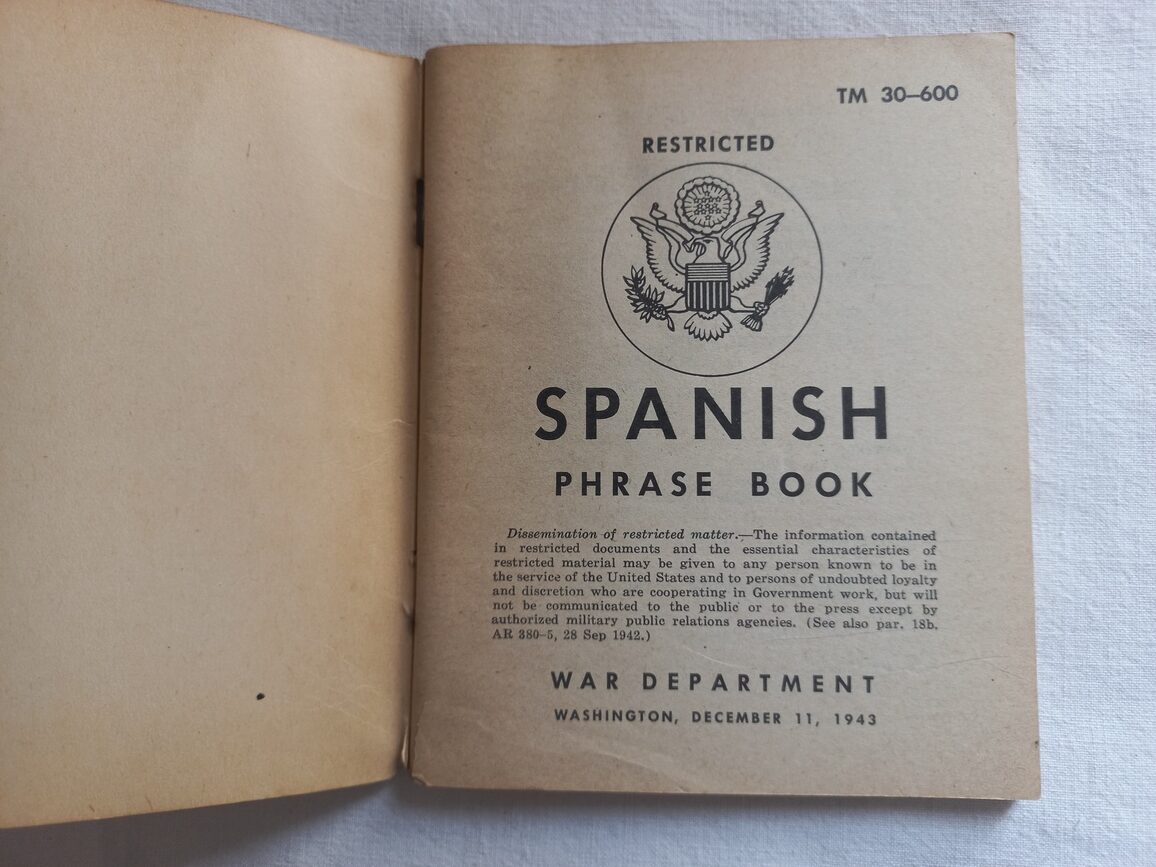 TM 30–600
RESTRICTED
SPANISH
PHRASE BOOK
Dissemination of restricted matter.—The information contained
in restricted documents and the essential characteristics of
restricted material may be given to any person known to be in
the service of the United States and to persons of undoubted loyalty
and discretion who are cooperating in Government work, but will
not be communicated to the public or to the press except by
authorized military public relations agencies. (See also par. 18b,
AR 380–5, 28 Sep 1942.)
WAR DEPARTMENT
WASHINGTON, DECEMBER 11, 1943